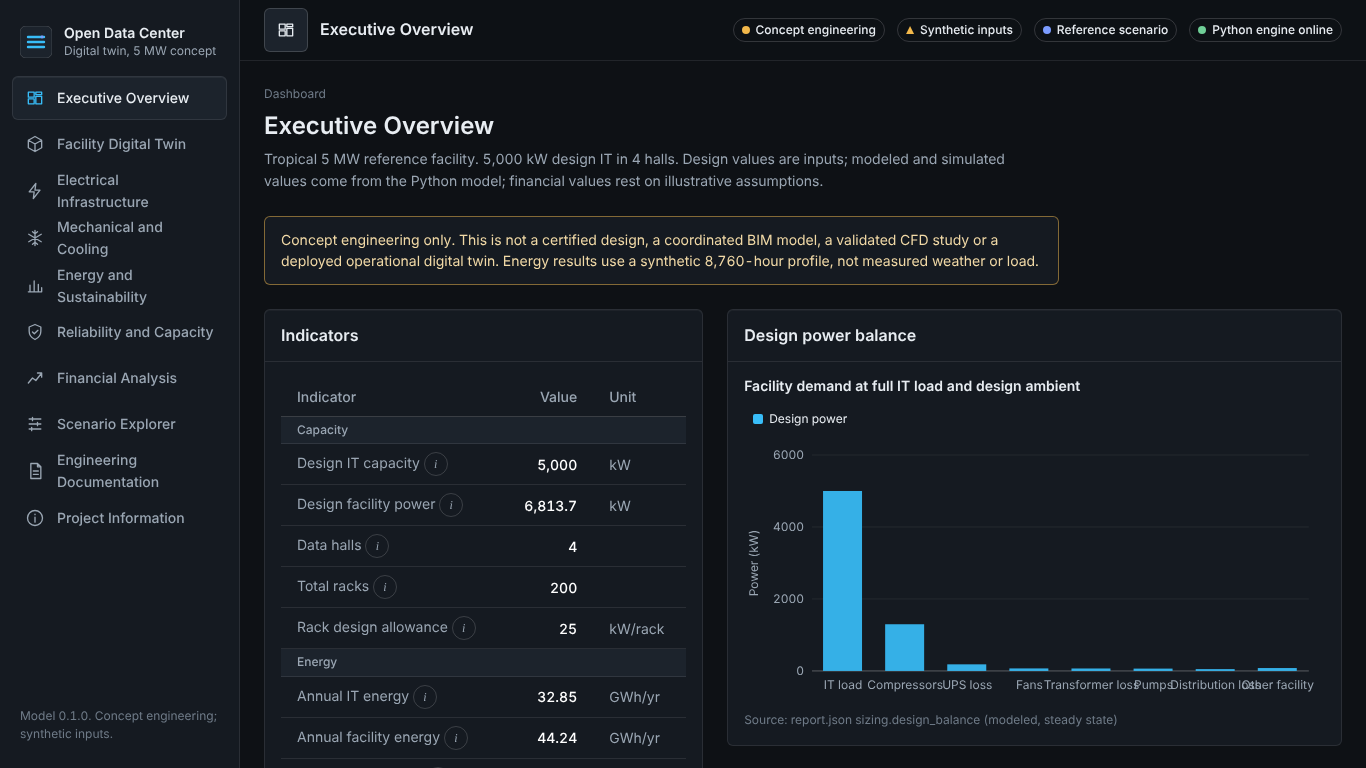 Open Data Center
Digital twin, 5 MW concept
Executive Overview
Facility Digital Twin
Electrical
Infrastructure
Mechanical and
Cooling
Energy and
Sustainability
Reliability and Capacity
Financial Analysis
Scenario Explorer
Engineering
Documentation
Project Information
Model 0.1.0. Concept engineering;
synthetic inputs.
Executive Overview
Concept engineering
Synthetic inputs
Reference scenario
Python engine online
Dashboard
Executive Overview
Tropical 5 MW reference facility. 5,000 kW design IT in 4 halls. Design values are inputs; modeled and simulated
values come from the Python model; financial values rest on illustrative assumptions.
Concept engineering only. This is not a certified design, a coordinated BIM model, a validated CFD study or a
deployed operational digital twin. Energy results use a synthetic 8,760-hour profile, not measured weather or load.
Indicators
Indicator Value Unit
Capacity
Design IT capacity i 5,000 kW
Design facility power i 6,813.7 kW
Data halls i 4
Total racks i 200
Rack design allowance i 25 kW/rack
Energy
Annual IT energy i 32.85 GWh/yr
Annual facility energy i 44.24 GWh/yr
Design power balance
Facility demand at full IT load and design ambient
Design power
6000
4000
2000
0
Power (kW)
IT load Compressors UPS loss Fans Transformer loss Pumps Distribution loss Other facility
Source: report.json sizing.design_balance (modeled, steady state)